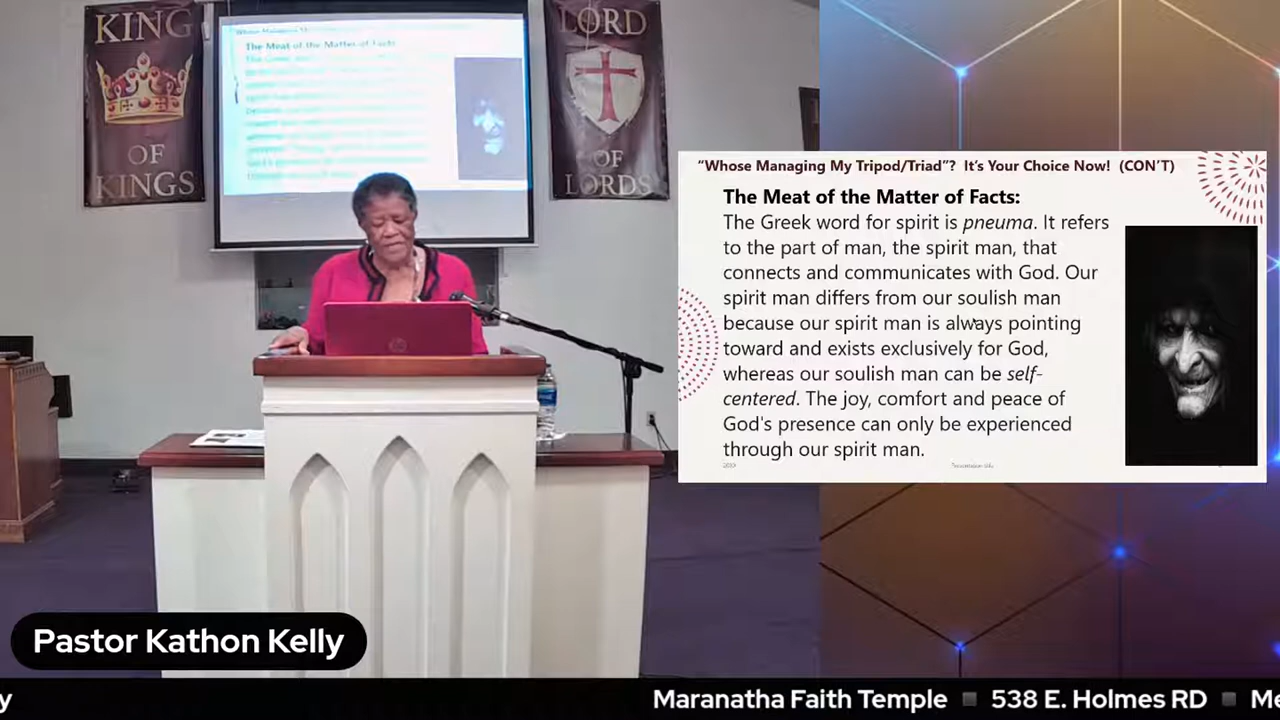 KING
OF
KINGS
The Meat of the Matter of Facts
LORD
OF
LORDS
“Whose Managing My Tripod/Triad”? It's Your Choice Now! (CON'T)
The Meat of the Matter of Facts:
The Greek word for spirit is pneuma. It refers
to the part of man, the spirit man, that
connects and communicates with God. Our
spirit man differs from our soulish man
because our spirit man is always pointing
toward and exists exclusively for God,
whereas our soulish man can be self-
centered. The joy, comfort and peace of
God's presence can only be experienced
through our spirit man.
Pastor Kathon Kelly
y
Maranatha Faith Temple ▪ 538 E. Holmes RD ▪ Me